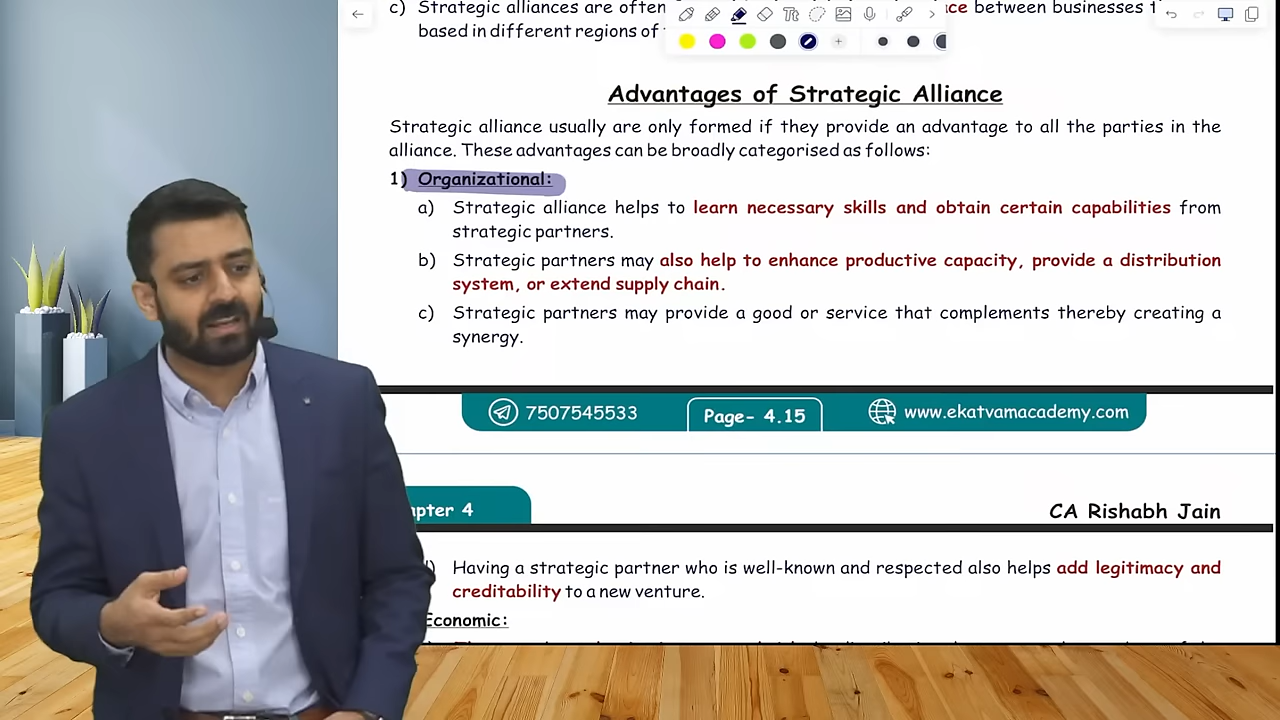 c) Strategic alliances are often between businesses
based in different regions of
Advantages of Strategic Alliance
Strategic alliance usually are only formed if they provide an advantage to all the parties in the
alliance. These advantages can be broadly categorised as follows:
1) Organizational:
a) Strategic alliance helps to learn necessary skills and obtain certain capabilities from
strategic partners.
b) Strategic partners may also help to enhance productive capacity, provide a distribution
system, or extend supply chain.
c) Strategic partners may provide a good or service that complements thereby creating a
synergy.
7507545533 Page- 4.15 www.ekatvamacademy.com
pter 4 CA Rishabh Jain
) Having a strategic partner who is well-known and respected also helps add legitimacy and
creditability to a new venture.
Economic: